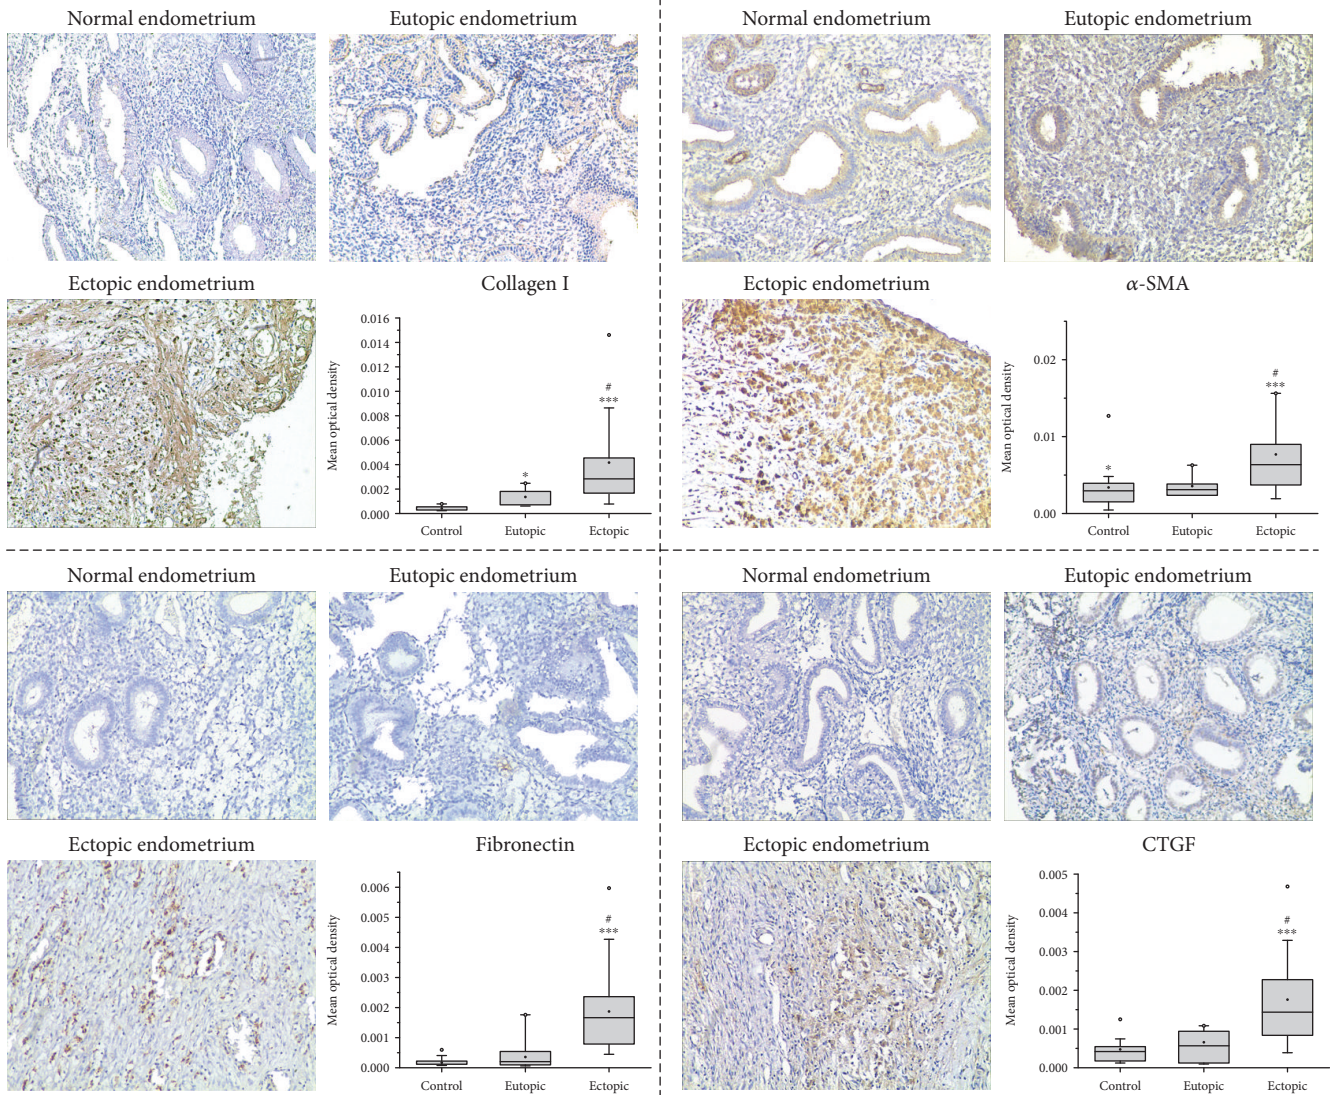 Normal endometrium
Eutopic endometrium
Ectopic endometrium
Collagen I
Mean optical density
0.016
0.014
0.012
0.010
0.008
0.006
0.004
0.002
0.000
*
#
***
Control
Eutopic
Ectopic
Normal endometrium
Eutopic endometrium
Ectopic endometrium
α-SMA
Mean optical density
0.02
0.01
0.00
*
#
***
Control
Eutopic
Ectopic
Normal endometrium
Eutopic endometrium
Ectopic endometrium
Fibronectin
Mean optical density
0.006
0.005
0.004
0.003
0.002
0.001
0.000
#
***
Control
Eutopic
Ectopic
Normal endometrium
Eutopic endometrium
Ectopic endometrium
CTGF
Mean optical density
0.005
0.004
0.003
0.002
0.001
0.000
#
***
Control
Eutopic
Ectopic